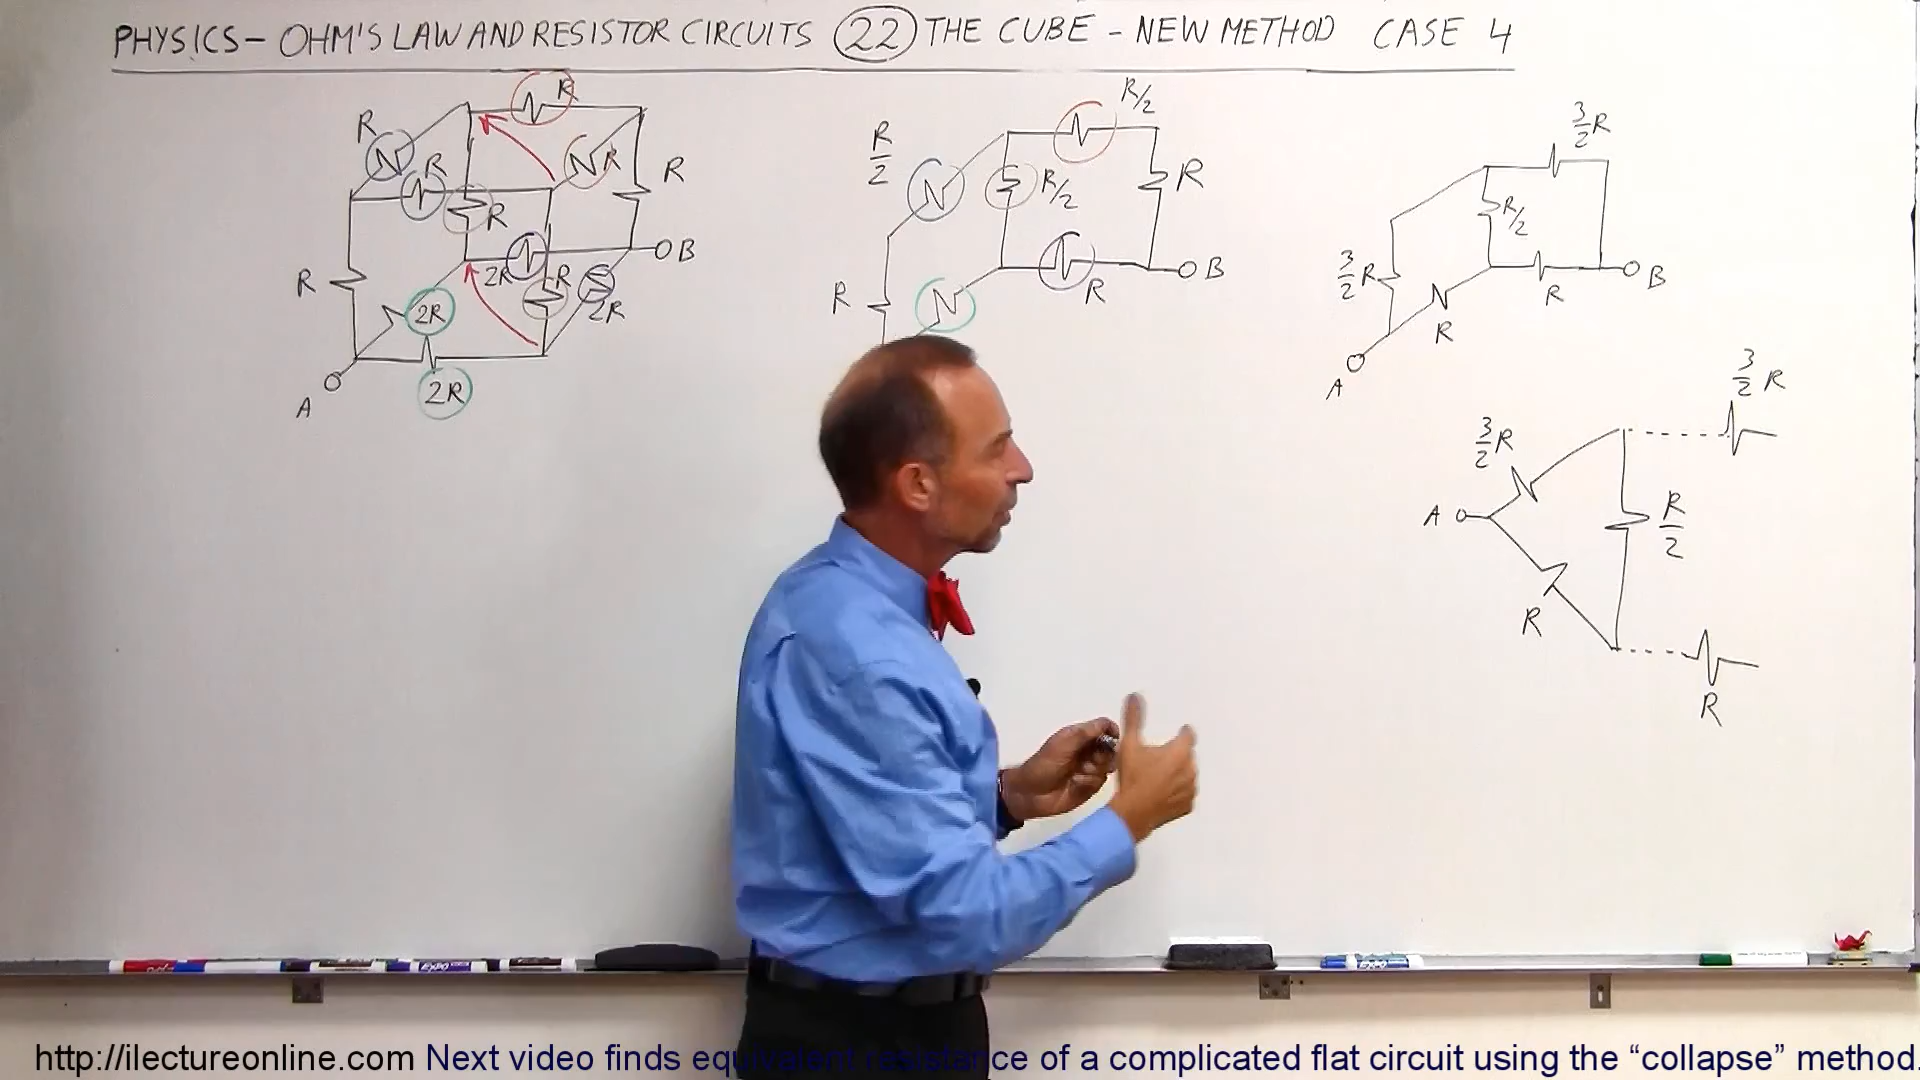 PHYSICS - OHM'S LAW AND RESISTOR CIRCUITS 22 THE CUBE - NEW METHOD CASE 4
R
R
R
R
R
R
R
R
2R
R
2R
2R
2R
A
B
R/2
R/2
R/2
R
R
R
B
3/2 R
R/2
3/2 R
R
R
A
B
3/2 R
3/2 R
R/2
A
R
R
http://ilectureonline.com Next video finds equivalent resistance of a complicated flat circuit using the “collapse” method.